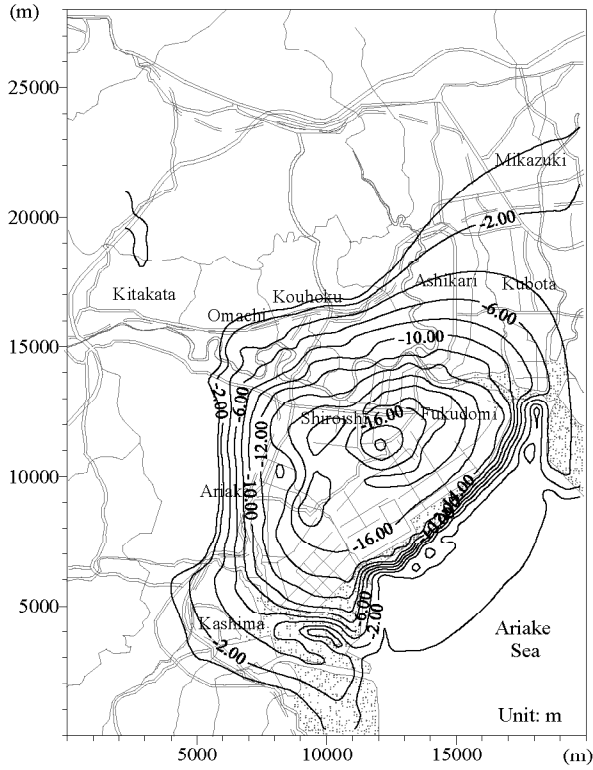 (m)
25000
Mikazuki
20000
-2.00
Ashikari
Kubota
Kitakata
Kouhoku
Omachi
-6.00
15000
-10.00
-2.00
-6.00
Shiroishi
-16.00
Fukudomi
-12.00
10000
Ariake
-10.00
-16.00
5000
-6.00
-2.00
Kashima
-2.00
Ariake
Sea
Unit: m
5000
10000
15000
(m)